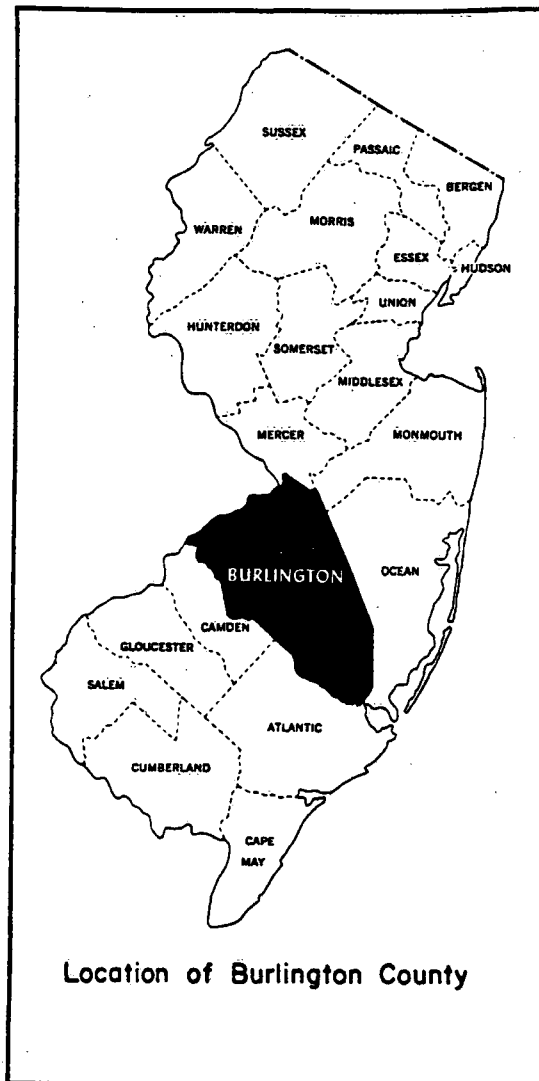 SUSSEX
PASSAIC
BERGEN
WARREN
MORRIS
ESSEX
HUDSON
UNION
HUNTERDON
SOMERSET
MIDDLESEX
MERCER
MONMOUTH
BURLINGTON
OCEAN
CAMDEN
GLOUCESTER
SALEM
ATLANTIC
CUMBERLAND
CAPE
MAY
Location of Burlington County